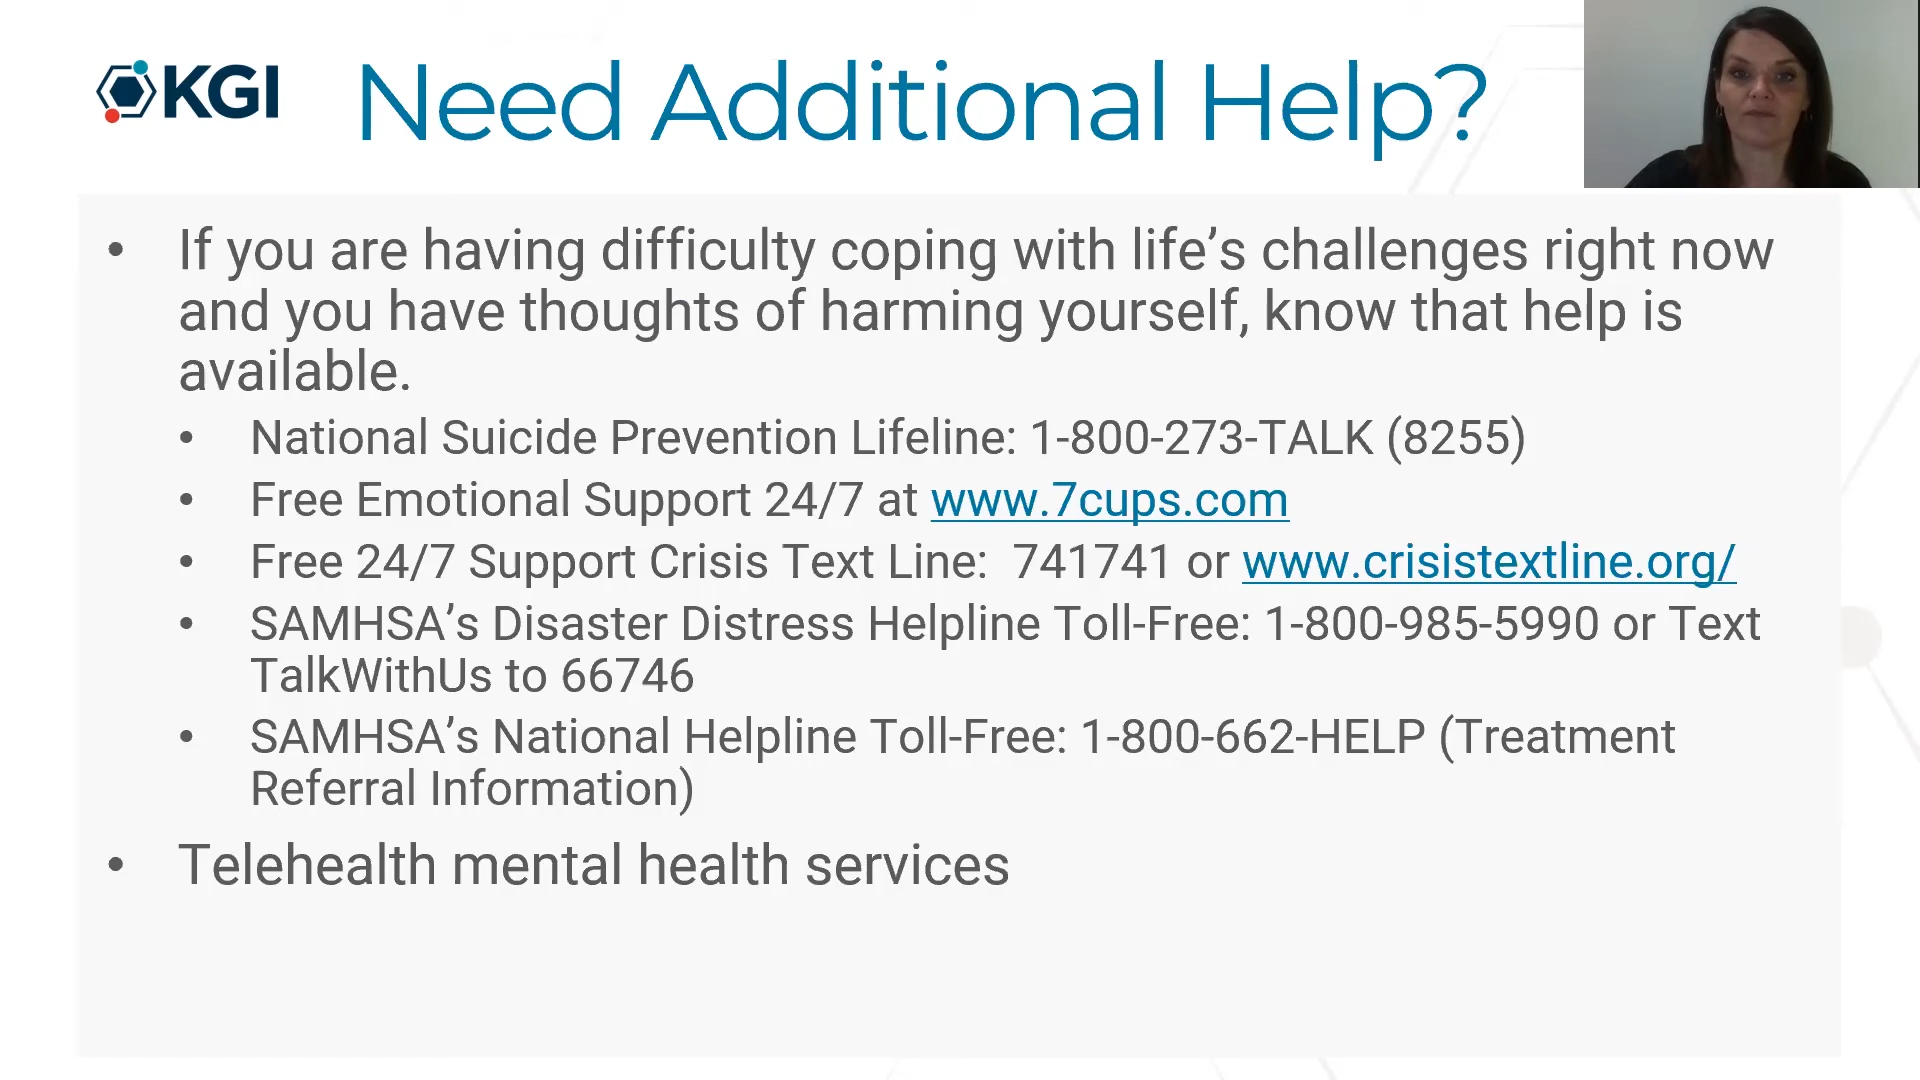 KGI
Need Additional Help?
• If you are having difficulty coping with life’s challenges right now
and you have thoughts of harming yourself, know that help is
available.
• National Suicide Prevention Lifeline: 1-800-273-TALK (8255)
• Free Emotional Support 24/7 at www.7cups.com
• Free 24/7 Support Crisis Text Line:  741741 or www.crisistextline.org/
• SAMHSA’s Disaster Distress Helpline Toll-Free: 1-800-985-5990 or Text
TalkWithUs to 66746
• SAMHSA’s National Helpline Toll-Free: 1-800-662-HELP (Treatment
Referral Information)
• Telehealth mental health services